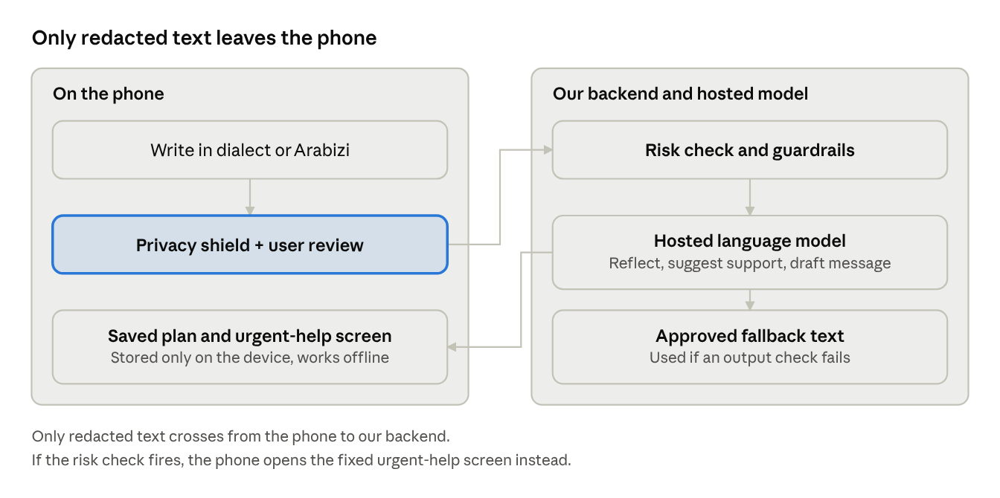 Only redacted text leaves the phone
On the phone
Write in dialect or Arabizi
Privacy shield + user review
Saved plan and urgent-help screen
Stored only on the device, works offline
Our backend and hosted model
Risk check and guardrails
Hosted language model
Reflect, suggest support, draft message
Approved fallback text
Used if an output check fails
Only redacted text crosses from the phone to our backend.
If the risk check fires, the phone opens the fixed urgent-help screen instead.